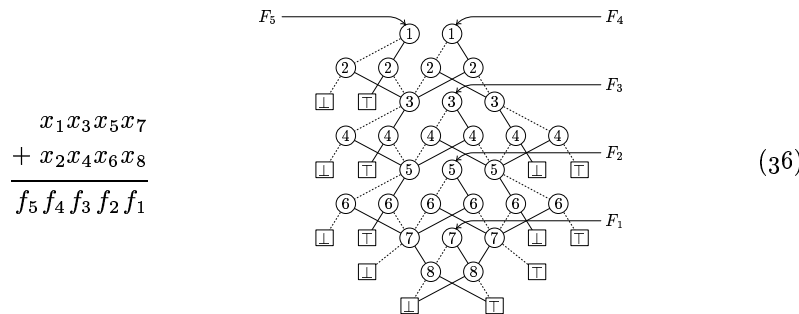 F₅ F₄
1 1
2 2 2 2
F₃
⊥ ⊤ 3 3 3
x₁x₃x₅x₇
4 4 4 4 4 4
+ x₂x₄x₆x₈
F₂
⊥ ⊤ 5 5 5 ⊥ ⊤ (36)
f₅f₄f₃f₂f₁
6 6 6 6 6 6
F₁
⊥ ⊤ 7 7 7 ⊥ ⊤
⊥ 8 8 ⊤
⊥ ⊤